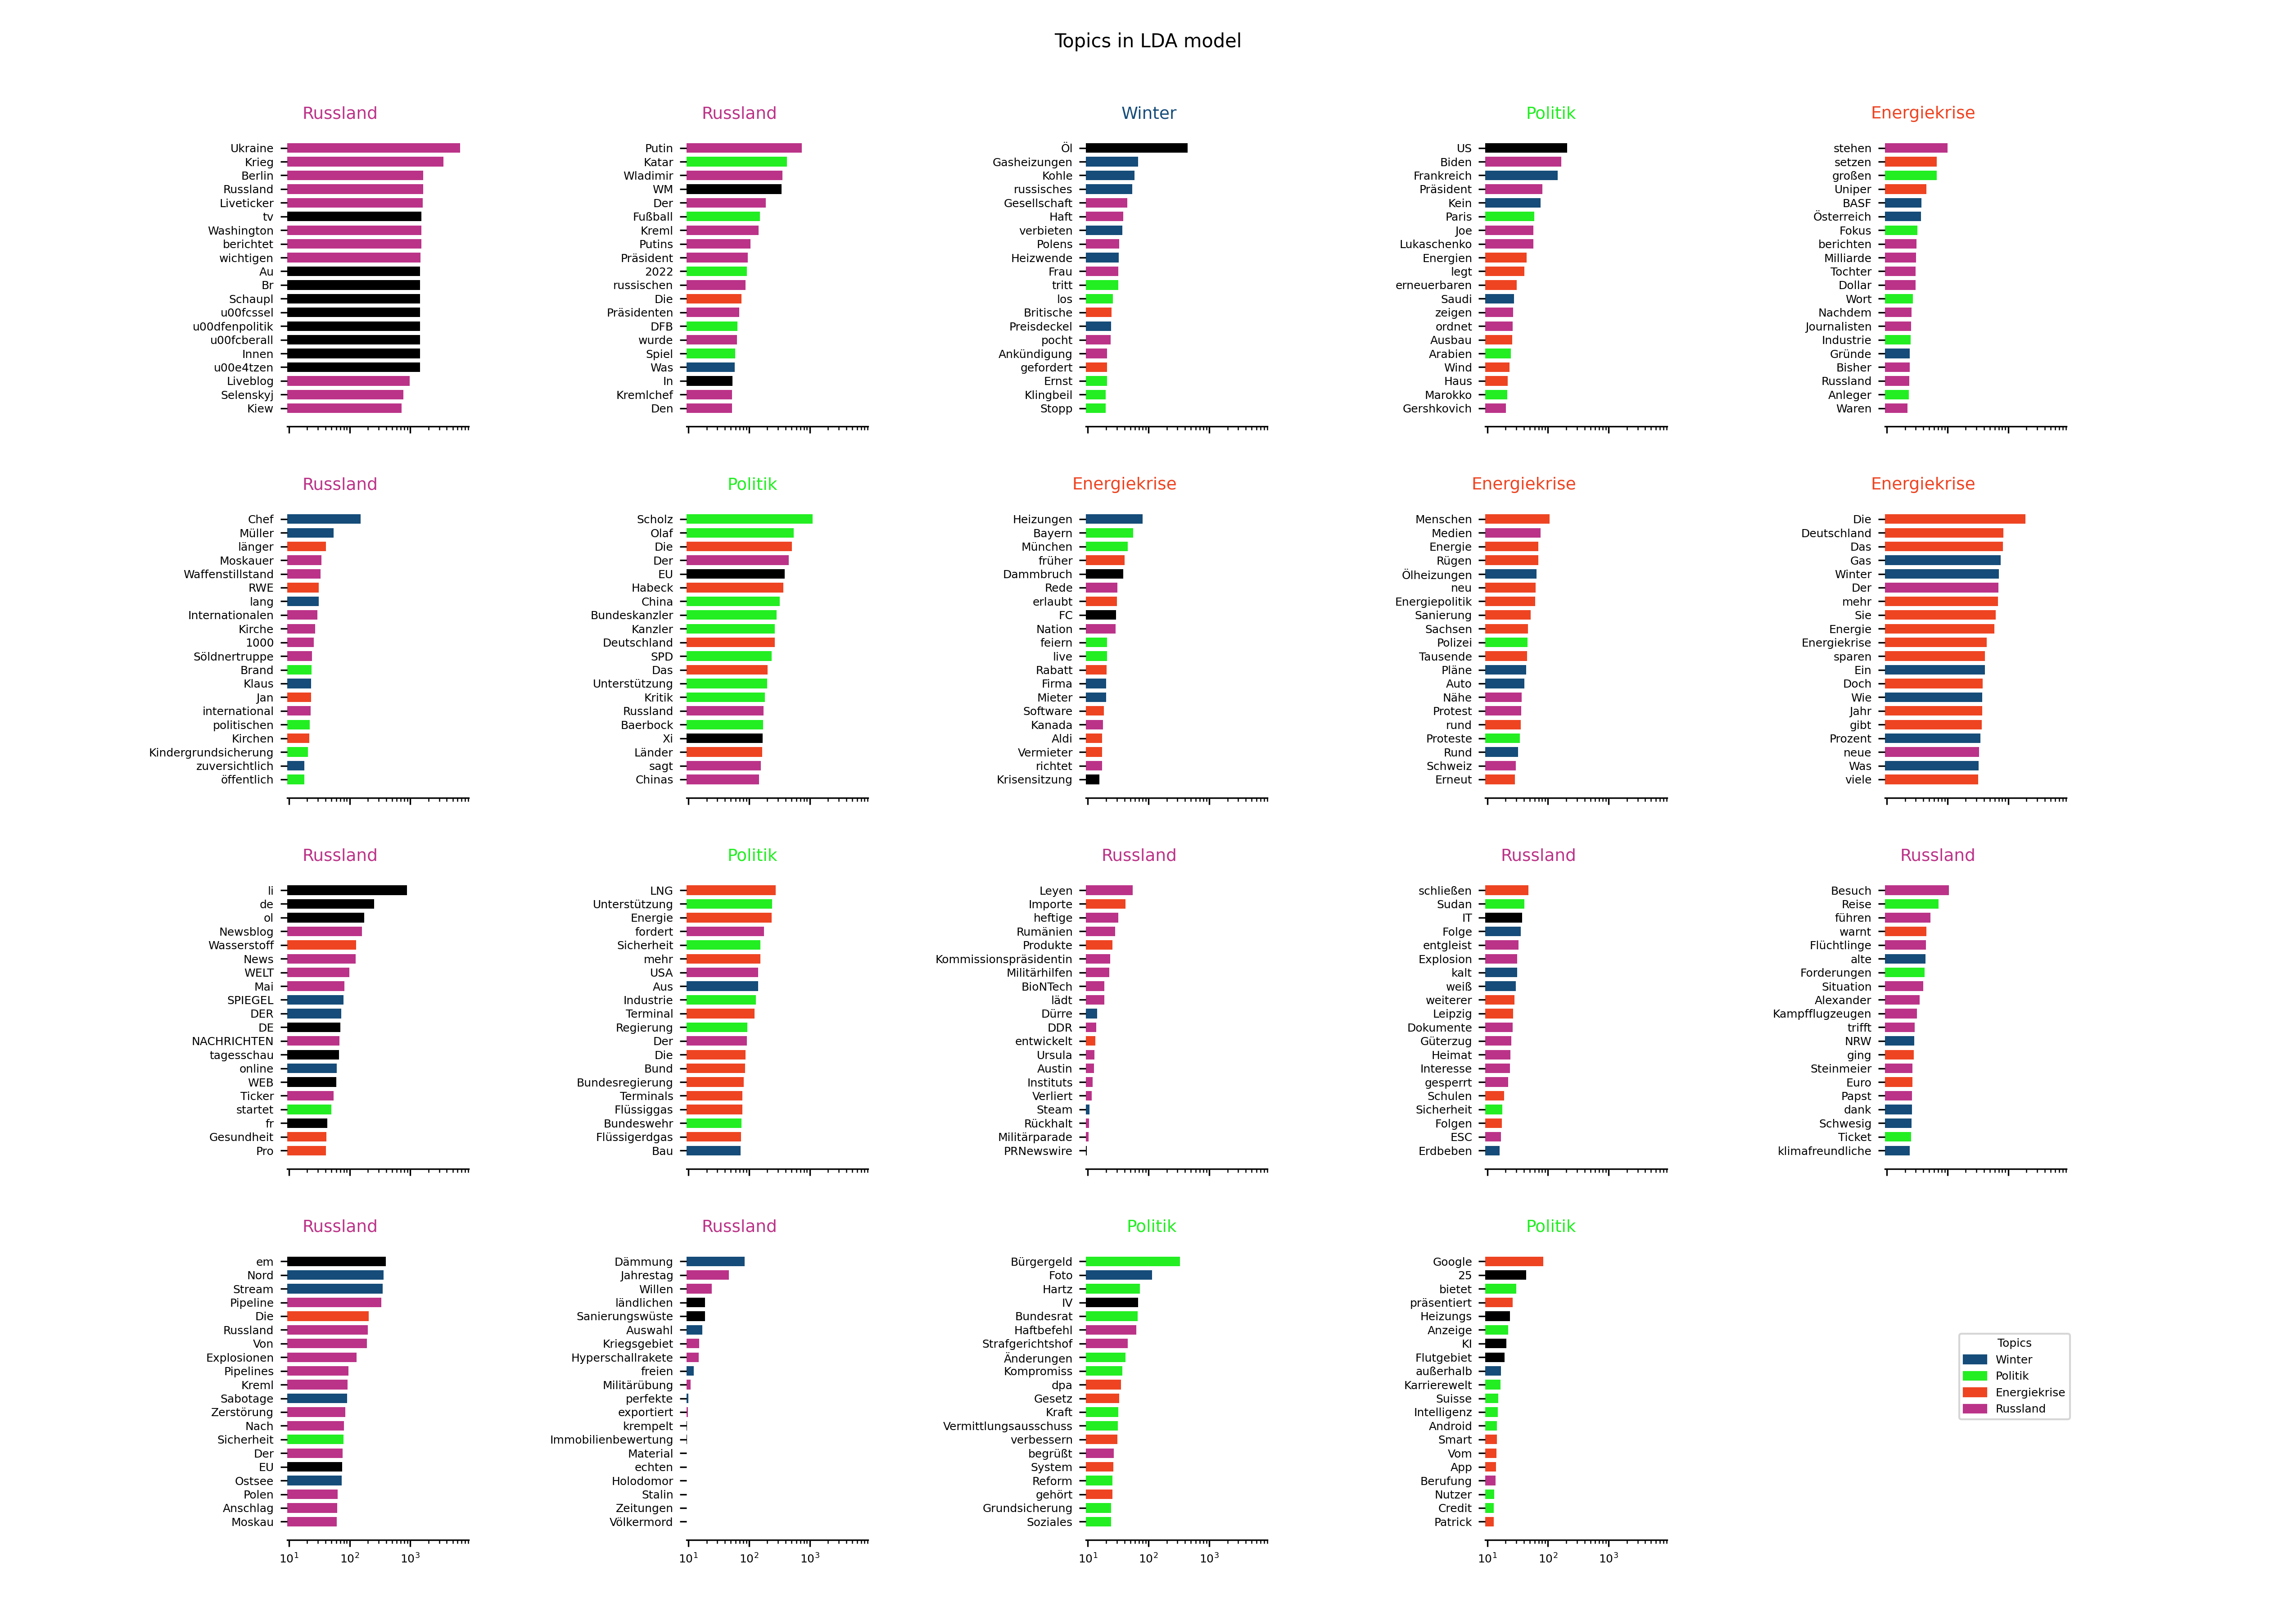 Topics in LDA model
Russland
Ukraine
Krieg
Berlin
Russland
Liveticker
tv
Washington
berichtet
wichtigen
Au
Br
Schaupl
u00fcssel
u00dfenpolitik
u00fcberall
Innen
u00e4tzen
Liveblog
Selenskyj
Kiew
Russland
Putin
Katar
Wladimir
WM
Der
Fußball
Kreml
Putins
Präsident
2022
russischen
Die
Präsidenten
DFB
wurde
Spiel
Was
In
Kremlchef
Den
Winter
Öl
Gasheizungen
Kohle
russisches
Gesellschaft
Haft
verbieten
Polens
Heizwende
Frau
tritt
los
Britische
Preisdeckel
pocht
Ankündigung
gefordert
Ernst
Klingbeil
Stopp
Politik
US
Biden
Frankreich
Präsident
Kein
Paris
Joe
Lukaschenko
Energien
legt
erneuerbaren
Saudi
zeigen
ordnet
Ausbau
Arabien
Wind
Haus
Marokko
Gershkovich
Energiekrise
stehen
setzen
großen
Uniper
BASF
Österreich
Fokus
berichten
Milliarde
Tochter
Dollar
Wort
Nachdem
Journalisten
Industrie
Gründe
Bisher
Russland
Anleger
Waren
Russland
Chef
Müller
länger
Moskauer
Waffenstillstand
RWE
lang
Internationalen
Kirche
1000
Söldnertruppe
Brand
Klaus
Jan
international
politischen
Kirchen
Kindergrundsicherung
zuversichtlich
öffentlich
Politik
Scholz
Olaf
Die
Der
EU
Habeck
China
Bundeskanzler
Kanzler
Deutschland
SPD
Das
Unterstützung
Kritik
Russland
Baerbock
Xi
Länder
sagt
Chinas
Energiekrise
Heizungen
Bayern
München
früher
Dammbruch
Rede
erlaubt
FC
Nation
feiern
live
Rabatt
Firma
Mieter
Software
Kanada
Aldi
Vermieter
richtet
Krisensitzung
Energiekrise
Menschen
Medien
Energie
Rügen
Ölheizungen
neu
Energiepolitik
Sanierung
Sachsen
Polizei
Tausende
Pläne
Auto
Nähe
Protest
rund
Proteste
Rund
Schweiz
Erneut
Energiekrise
Die
Deutschland
Das
Gas
Winter
Der
mehr
Sie
Energie
Energiekrise
sparen
Ein
Doch
Wie
Jahr
gibt
Prozent
neue
Was
viele
Russland
li
de
ol
Newsblog
Wasserstoff
News
WELT
Mai
SPIEGEL
DER
DE
NACHRICHTEN
tagesschau
online
WEB
Ticker
startet
fr
Gesundheit
Pro
Politik
LNG
Unterstützung
Energie
fordert
Sicherheit
mehr
USA
Aus
Industrie
Terminal
Regierung
Der
Die
Bund
Bundesregierung
Terminals
Flüssiggas
Bundeswehr
Flüssigerdgas
Bau
Russland
Leyen
Importe
heftige
Rumänien
Produkte
Kommissionspräsidentin
Militärhilfen
BioNTech
lädt
Dürre
DDR
entwickelt
Ursula
Austin
Instituts
Verliert
Steam
Rückhalt
Militärparade
PRNewswire
Russland
schließen
Sudan
IT
Folge
entgleist
Explosion
kalt
weiß
weiterer
Leipzig
Dokumente
Güterzug
Heimat
Interesse
gesperrt
Schulen
Sicherheit
Folgen
ESC
Erdbeben
Russland
Besuch
Reise
führen
warnt
Flüchtlinge
alte
Forderungen
Situation
Alexander
Kampfflugzeugen
trifft
NRW
ging
Steinmeier
Euro
Papst
dank
Schwesig
Ticket
klimafreundliche
Russland
em
Nord
Stream
Pipeline
Die
Russland
Von
Explosionen
Pipelines
Kreml
Sabotage
Zerstörung
Nach
Sicherheit
Der
EU
Ostsee
Polen
Anschlag
Moskau
10¹ 10² 10³
Russland
Dämmung
Jahrestag
Willen
ländlichen
Sanierungswüste
Auswahl
Kriegsgebiet
Hyperschallrakete
freien
Militärübung
perfekte
exportiert
krempelt
Immobilienbewertung
Material
echten
Holodomor
Stalin
Zeitungen
Völkermord
10¹ 10² 10³
Politik
Bürgergeld
Foto
Hartz
IV
Bundesrat
Haftbefehl
Strafgerichtshof
Änderungen
Kompromiss
dpa
Gesetz
Kraft
Vermittlungsausschuss
verbessern
begrüßt
System
Reform
gehört
Grundsicherung
Soziales
10¹ 10² 10³
Politik
Google
25
bietet
präsentiert
Heizungs
Anzeige
KI
Flutgebiet
außerhalb
Karrierewelt
Suisse
Intelligenz
Android
Smart
Vom
App
Berufung
Nutzer
Credit
Patrick
10¹ 10² 10³
Topics
Winter
Politik
Energiekrise
Russland